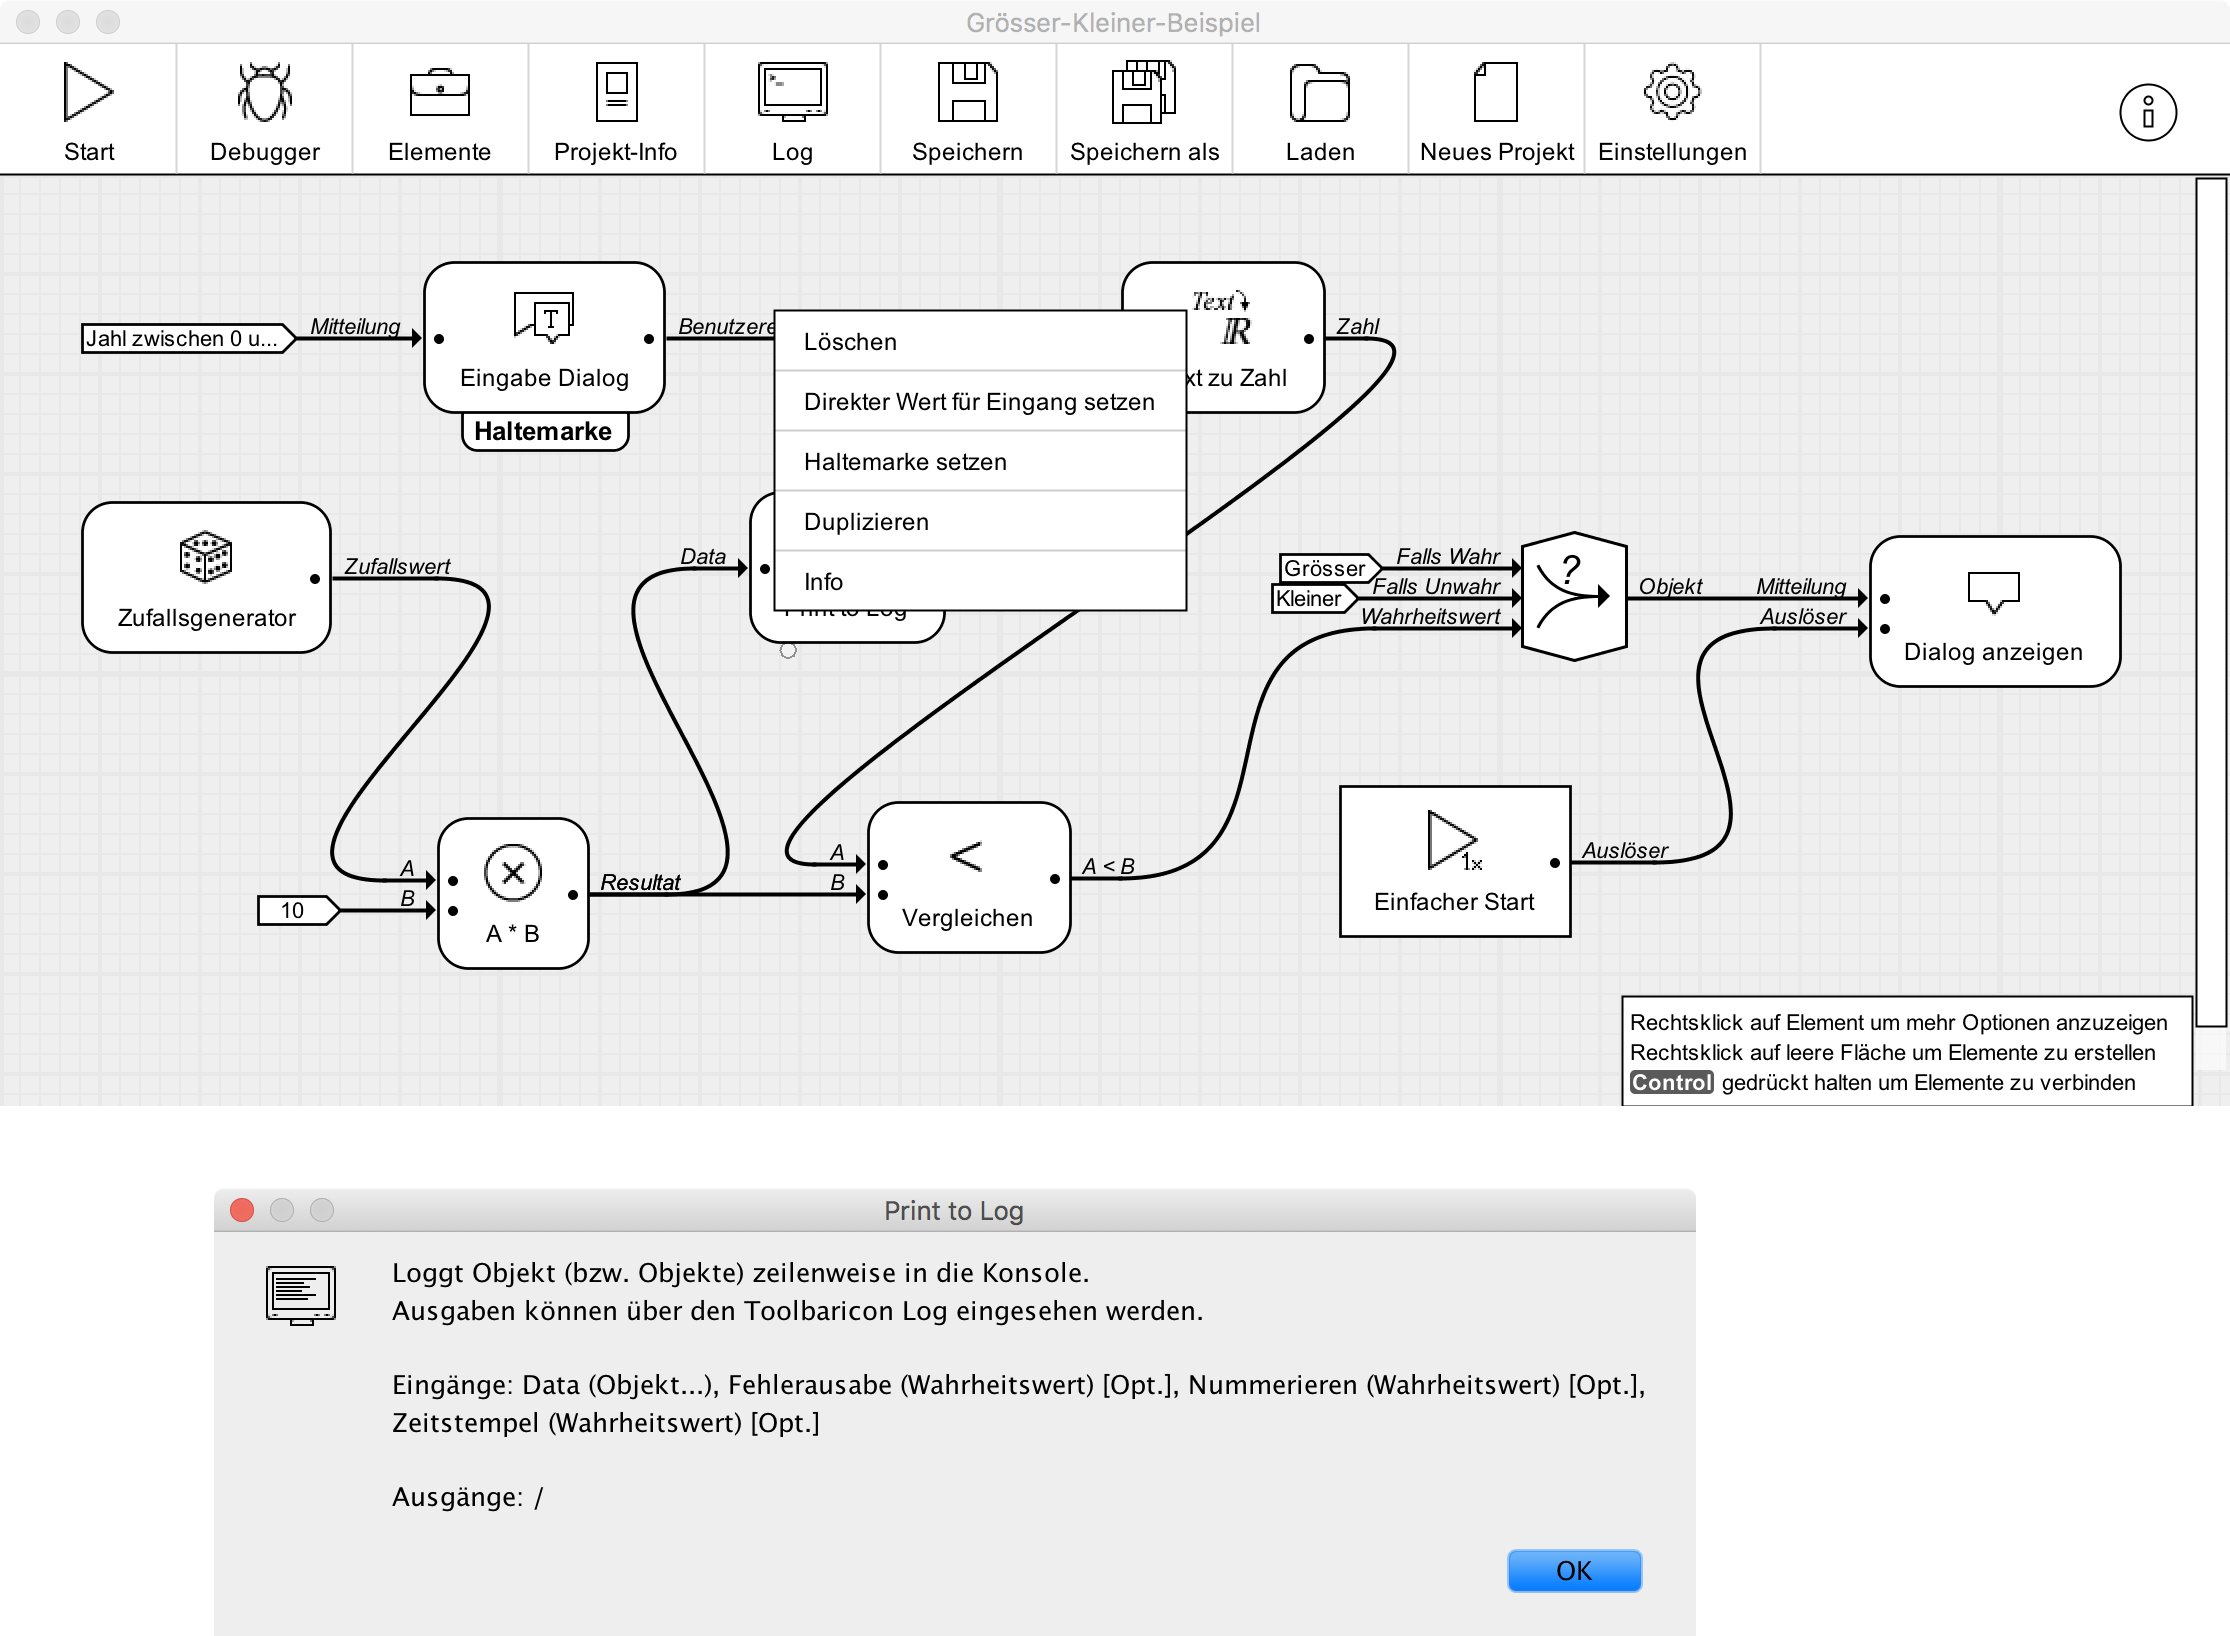 Grösser-Kleiner-Beispiel
Start
Debugger
Elemente
Projekt-Info
Log
Speichern
Speichern als
Laden
Neues Projekt
Einstellungen
Jahl zwischen 0 u...
Mitteilung
T
Eingabe Dialog
Haltemarke
Benutzere
Löschen
Direkter Wert für Eingang setzen
Haltemarke setzen
Duplizieren
Info
Text
R
xt zu Zahl
Zahl
Zufallsgenerator
Zufallswert
Data
Print to Log
Grösser
Falls Wahr
Kleiner
Falls Unwahr
Wahrheitswert
?
Objekt
Mitteilung
Auslöser
Dialog anzeigen
10
A
B
A * B
Resultat
A
B
<
Vergleichen
A < B
1x
Einfacher Start
Auslöser
Rechtsklick auf Element um mehr Optionen anzuzeigen
Rechtsklick auf leere Fläche um Elemente zu erstellen
Control gedrückt halten um Elemente zu verbinden
Print to Log
Loggt Objekt (bzw. Objekte) zeilenweise in die Konsole.
Ausgaben können über den Toolbaricon Log eingesehen werden.
Eingänge: Data (Objekt...), Fehlerausabe (Wahrheitswert) [Opt.], Nummerieren (Wahrheitswert) [Opt.],
Zeitstempel (Wahrheitswert) [Opt.]
Ausgänge: /
OK